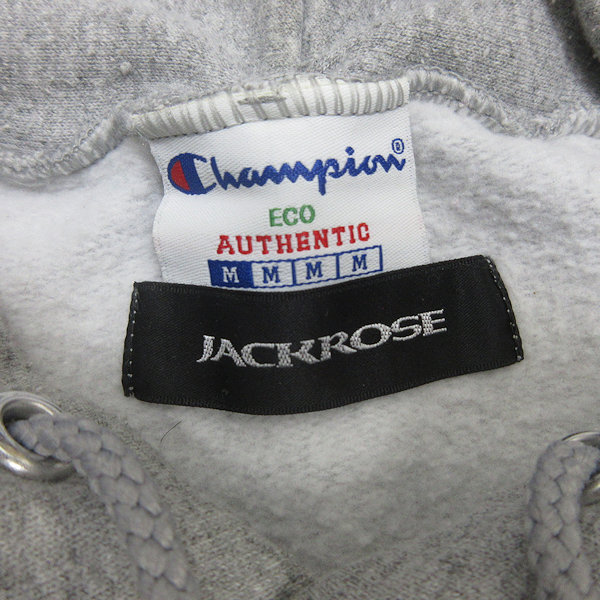 Champion®
ECO
AUTHENTIC
M M M M
JACKROSE